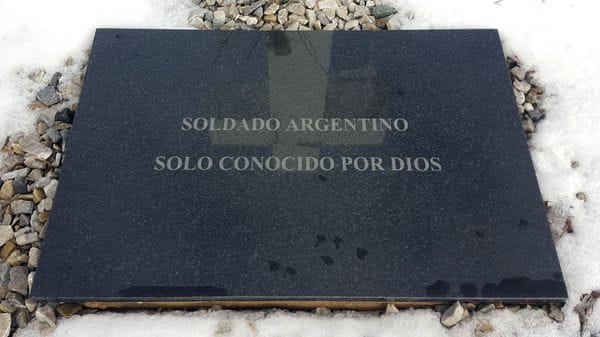 SOLDADO ARGENTINO
SOLO CONOCIDO POR DIOS